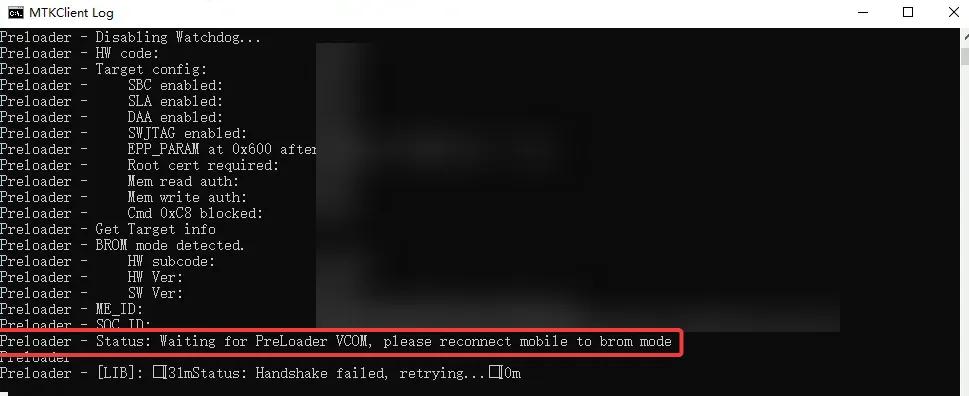 MTKClient Log
Preloader - Disabling Watchdog...
Preloader - HW code:
Preloader - Target config:
Preloader -     SBC enabled:
Preloader -     SLA enabled:
Preloader -     DAA enabled:
Preloader -     SWJTAG enabled:
Preloader -     EPP_PARAM at 0x600 after
Preloader -     Root cert required:
Preloader -     Mem read auth:
Preloader -     Mem write auth:
Preloader -     Cmd 0xC8 blocked:
Preloader - Get Target info
Preloader - BROM mode detected.
Preloader -     HW subcode:
Preloader -     HW Ver:
Preloader -     SW Ver:
Preloader - ME_ID:
Preloader - SOC_ID:
Preloader - Status: Waiting for PreLoader VCOM, please reconnect mobile to brom mode
Preloader
Preloader - [LIB]: □[31mStatus: Handshake failed, retrying...□[0m